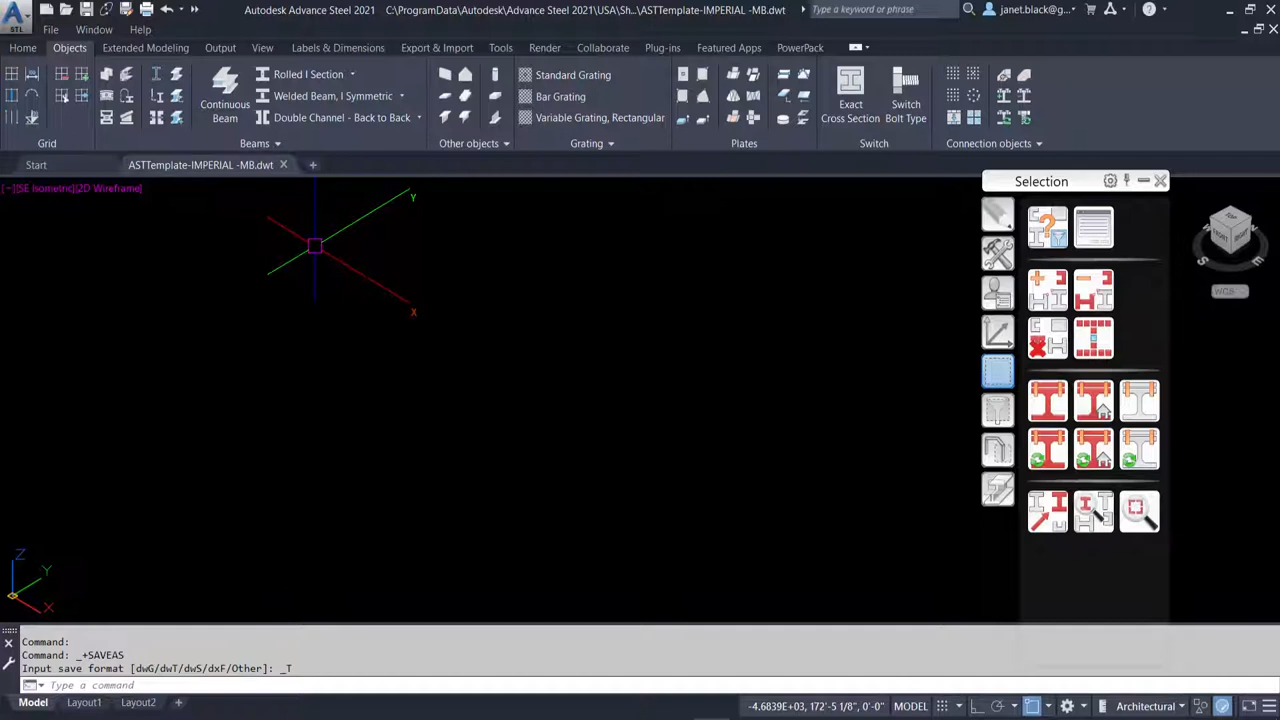 Autodesk Advance Steel 2021 C:\ProgramData\Autodesk\Advance Steel 2021\USA\Sh...\ASTTemplate-IMPERIAL -MB.dwt
Type a keyword or phrase
janet.black@g...
STL
File Window Help
Home Objects Extended Modeling Output View Labels & Dimensions Export & Import Tools Render Collaborate Plug-ins Featured Apps PowerPack
Continuous Beam
Rolled I Section
Welded Beam, I Symmetric
Double Channel - Back to Back
Standard Grating
Bar Grating
Variable Grating, Rectangular
Exact Cross Section
Switch Bolt Type
Grid Beams Other objects Grating Plates Switch Connection objects
Start ASTTemplate-IMPERIAL -MB.dwt
[−][SE Isometric][2D Wireframe]
Selection
Y
X
TOP
FRONT
RIGHT
S
E
WCS
Z
Y
X
Command:
Command: _+SAVEAS
Input save format [dwG/dwT/dwS/dxF/Other]: _T
Type a command
Model Layout1 Layout2 +
-4.6839E+03, 172'-5 1/8", 0'-0" MODEL
Architectural